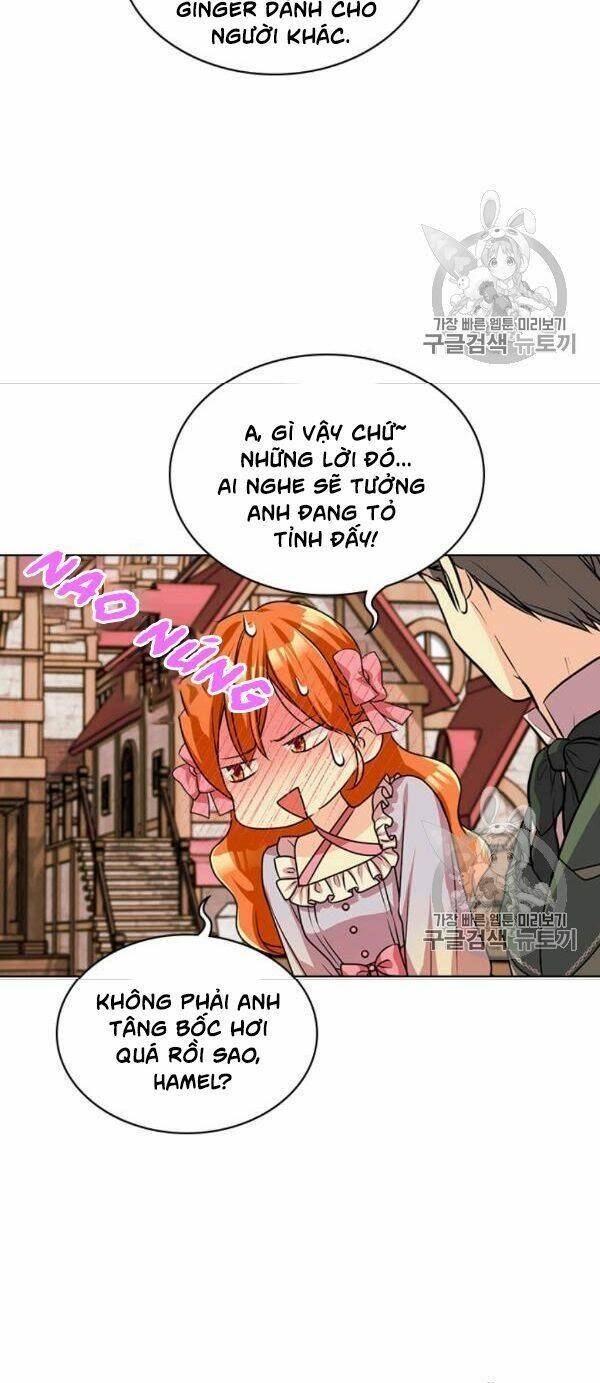 GINGER DÀNH CHO
NGƯỜI KHÁC.
가장 빠른 웹툰 미리보기
구글검색 뉴토끼
A, GÌ VẬY CHỨ~
NHỮNG LỜI ĐÓ...
AI NGHE SẼ TƯỞNG
ANH ĐANG TỎ
TÌNH ĐẤY!
NAO NÚNG
가장 빠른 웹툰 미리보기
구글검색 뉴토끼
KHÔNG PHẢI ANH
TÂNG BỐC HƠI
QUÁ RỒI SAO,
HAMEL?